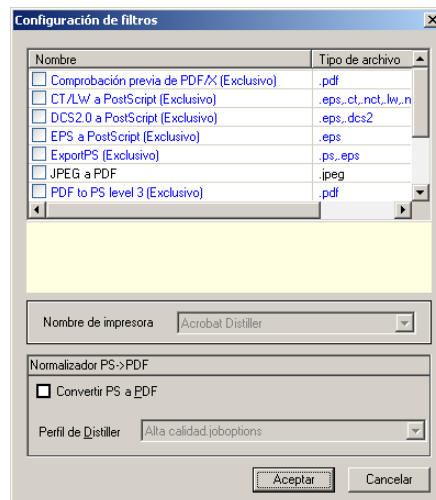 Configuración de filtros
Nombre Tipo de archivo
Comprobación previa de PDF/X (Exclusivo) .pdf
CT/LW a PostScript (Exclusivo) .eps,.ct,.nct,.lw,.n
DCS2.0 a PostScript (Exclusivo) .eps,.dcs2
EPS a PostScript (Exclusivo) .eps
ExportPS (Exclusivo) .ps,.eps
JPEG a PDF .jpeg
PDF to PS level 3 (Exclusivo) .pdf
Nombre de impresora Acrobat Distiller
Normalizador PS->PDF
Convertir PS a PDF
Perfil de Distiller Alta calidad.joboptions
Aceptar Cancelar